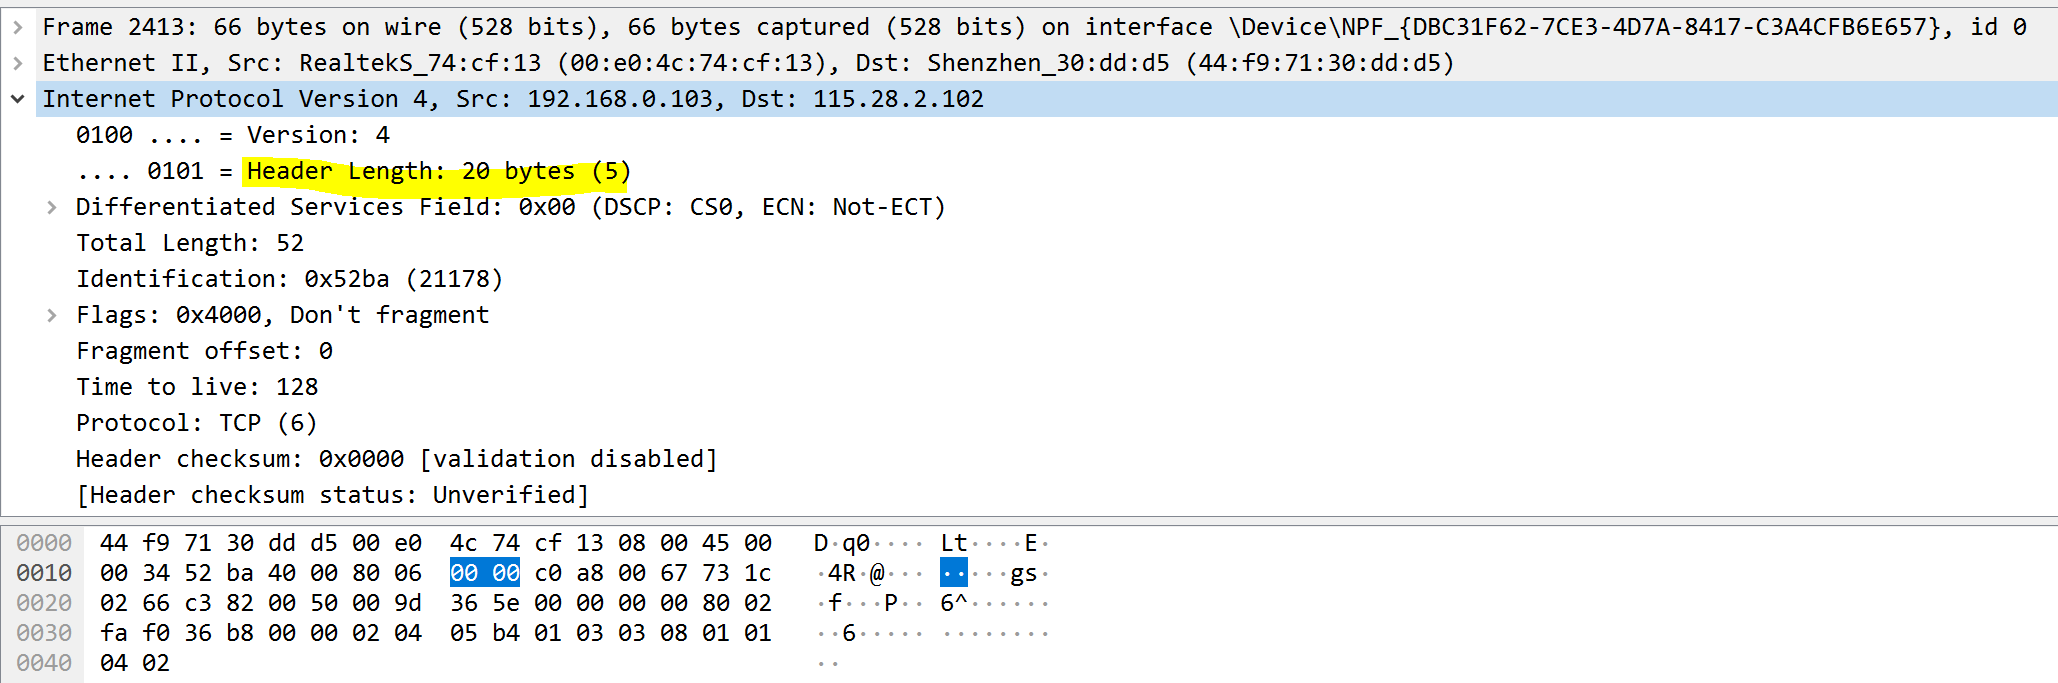 Frame 2413: 66 bytes on wire (528 bits), 66 bytes captured (528 bits) on interface \Device\NPF_{DBC31F62-7CE3-4D7A-8417-C3A4CFB6E657}, id 0
Ethernet II, Src: RealtekS_74:cf:13 (00:e0:4c:74:cf:13), Dst: Shenzhen_30:dd:d5 (44:f9:71:30:dd:d5)
Internet Protocol Version 4, Src: 192.168.0.103, Dst: 115.28.2.102
0100 .... = Version: 4
.... 0101 = Header Length: 20 bytes (5)
Differentiated Services Field: 0x00 (DSCP: CS0, ECN: Not-ECT)
Total Length: 52
Identification: 0x52ba (21178)
Flags: 0x4000, Don't fragment
Fragment offset: 0
Time to live: 128
Protocol: TCP (6)
Header checksum: 0x0000 [validation disabled]
[Header checksum status: Unverified]
0000 44 f9 71 30 dd d5 00 e0 4c 74 cf 13 08 00 45 00 D·q0···· Lt····E·
0010 00 34 52 ba 40 00 80 06 00 00 c0 a8 00 67 73 1c ·4R·@··· ·····gs·
0020 02 66 c3 82 00 50 00 9d 36 5e 00 00 00 00 80 02 ·f···P·· 6^······
0030 fa f0 36 b8 00 00 02 04 05 b4 01 03 03 08 01 01 ··6····· ········
0040 04 02 ··